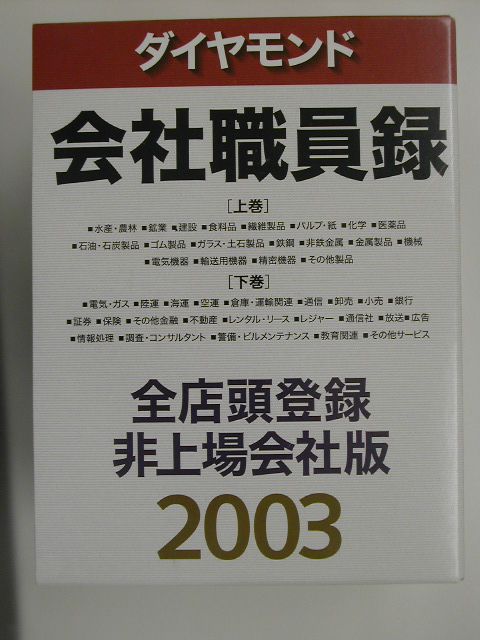 ダイヤモンド
会社職員録
[上巻]
■水産・農林 ■鉱業 ■建設 ■食料品 ■繊維製品 ■パルプ・紙 ■化学 ■医薬品
■石油・石炭製品 ■ゴム製品 ■ガラス・土石製品 ■鉄鋼 ■非鉄金属 ■金属製品 ■機械
■電気機器 ■輸送用機器 ■精密機器 ■その他製品
[下巻]
■電気・ガス ■陸運 ■海運 ■空運 ■倉庫・運輸関連 ■通信 ■卸売 ■小売 ■銀行
■証券 ■保険 ■その他金融 ■不動産 ■レンタル・リース ■レジャー ■通信社 ■放送 ■広告
■情報処理 ■調査・コンサルタント ■警備・ビルメンテナンス ■教育関連 ■その他サービス
全店頭登録
非上場会社版
2003